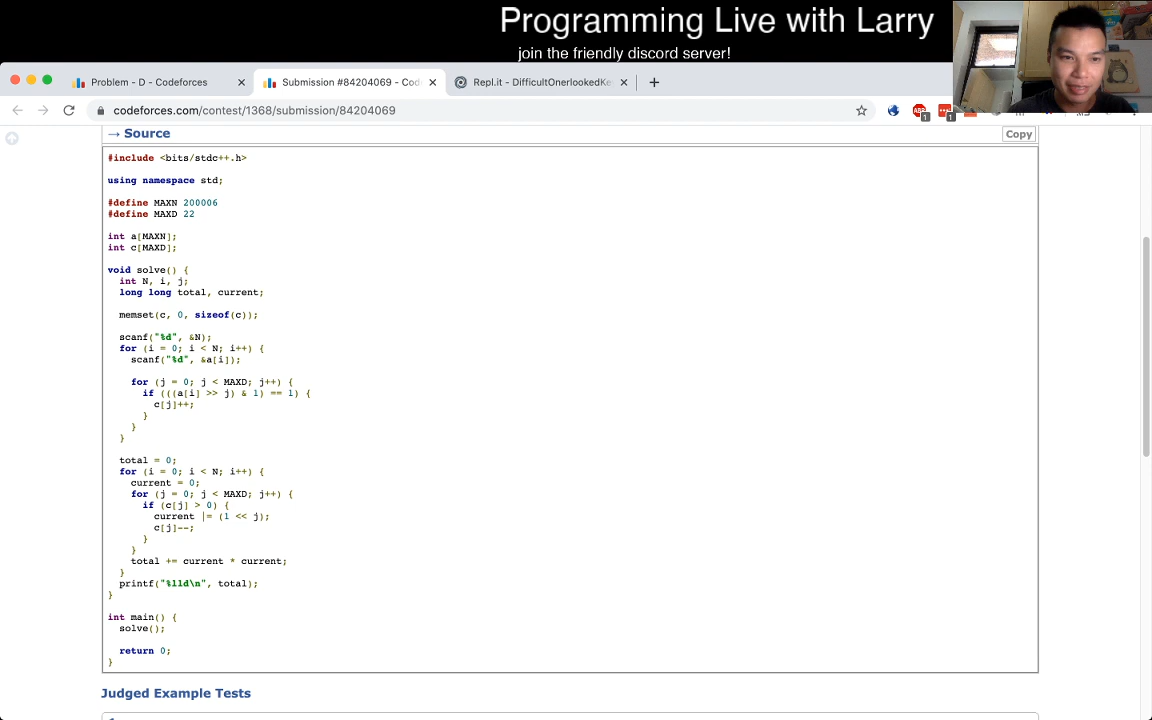 Programming Live with Larry
join the friendly discord server!
Problem - D - Codeforces
Submission #84204069 - Cod
Repl.it - DifficultOnerlookedKe
codeforces.com/contest/1368/submission/84204069
→ Source
Copy
#include <bits/stdc++.h>
using namespace std;
#define MAXN 200006
#define MAXD 22
int a[MAXN];
int c[MAXD];
void solve() {
int N, i, j;
long long total, current;
memset(c, 0, sizeof(c));
scanf("%d", &N);
for (i = 0; i < N; i++) {
scanf("%d", &a[i]);
for (j = 0; j < MAXD; j++) {
if (((a[i] >> j) & 1) == 1) {
c[j]++;
}
}
}
total = 0;
for (i = 0; i < N; i++) {
current = 0;
for (j = 0; j < MAXD; j++) {
if (c[j] > 0) {
current |= (1 << j);
c[j]--;
}
}
total += current * current;
}
printf("%lld\n", total);
}
int main() {
solve();
return 0;
}
Judged Example Tests